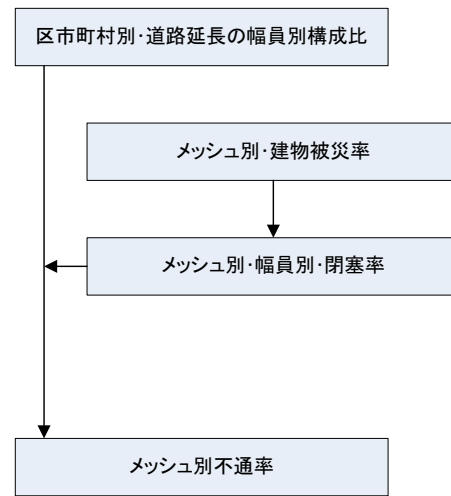 区市町村別・道路延長の幅員別構成比
メッシュ別・建物被災率
メッシュ別・幅員別・閉塞率
メッシュ別不通率